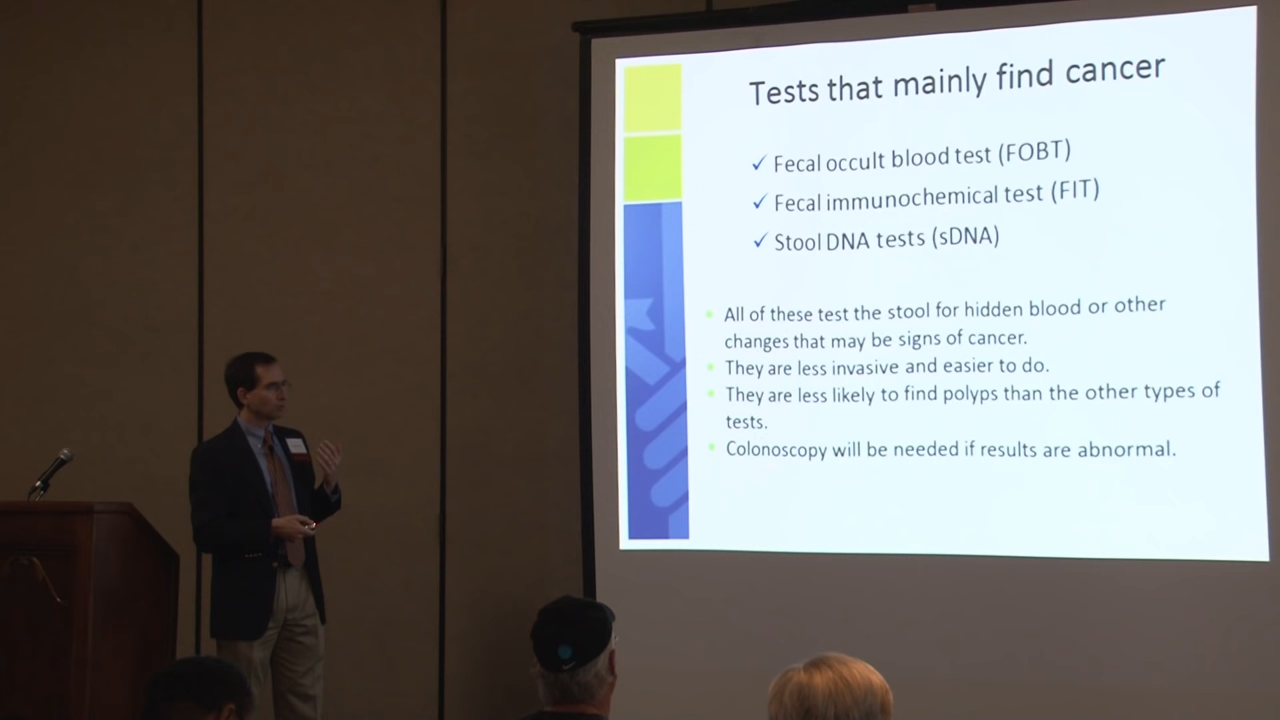 Tests that mainly find cancer
✓ Fecal occult blood test (FOBT)
✓ Fecal immunochemical test (FIT)
✓ Stool DNA tests (sDNA)
• All of these test the stool for hidden blood or other
changes that may be signs of cancer.
• They are less invasive and easier to do.
• They are less likely to find polyps than the other types of
tests.
• Colonoscopy will be needed if results are abnormal.